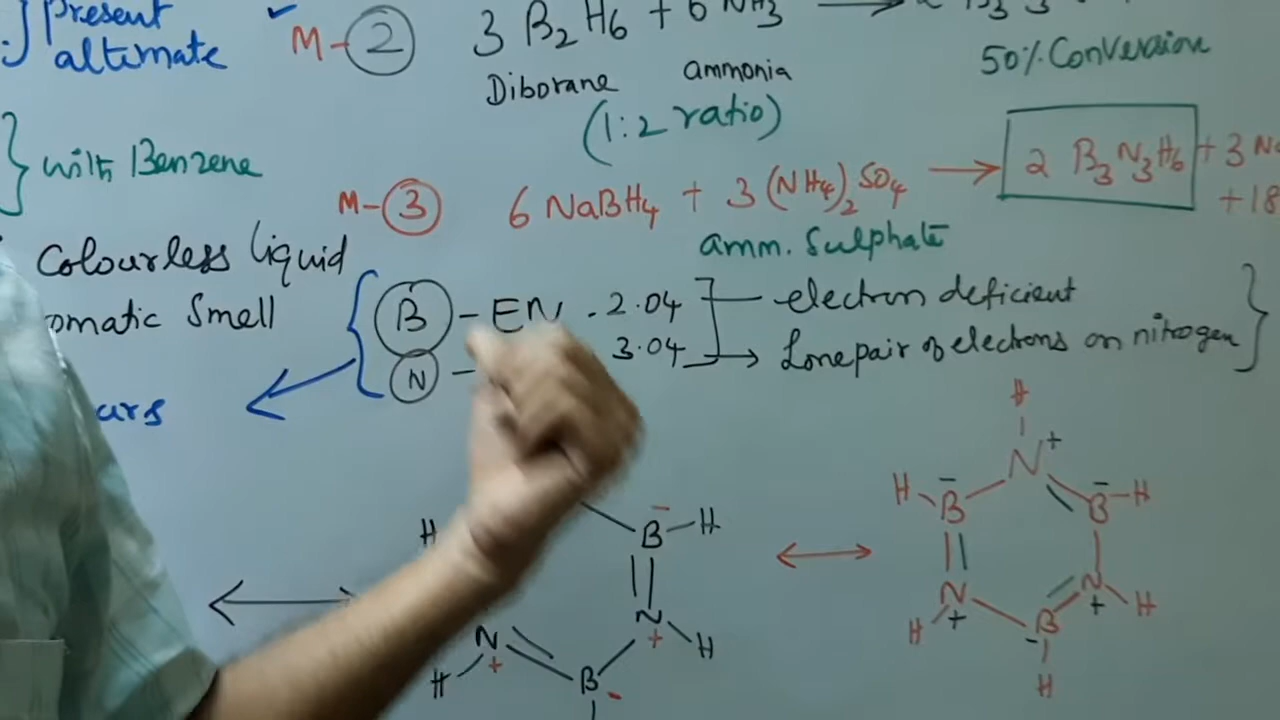 Present
altimate
M-2 3 B2H6 + 6 NH3 →
Diborane ammonia
50% Conversion
(1:2 ratio)
} with Benzene
M-3 6 NaBH4 + 3 (NH4)2SO4 → 2 B3N3H6 + 3
+ 18
amm. Sulphate
Colourless liquid
omatic Smell
B - EN . 2.04 electron deficient
N - 3.04 → Lone pair of electrons on nitrogen
H
N+
H B- B- H
H B- H
N N+ H
N+ H H +
N+ B-
H B- H